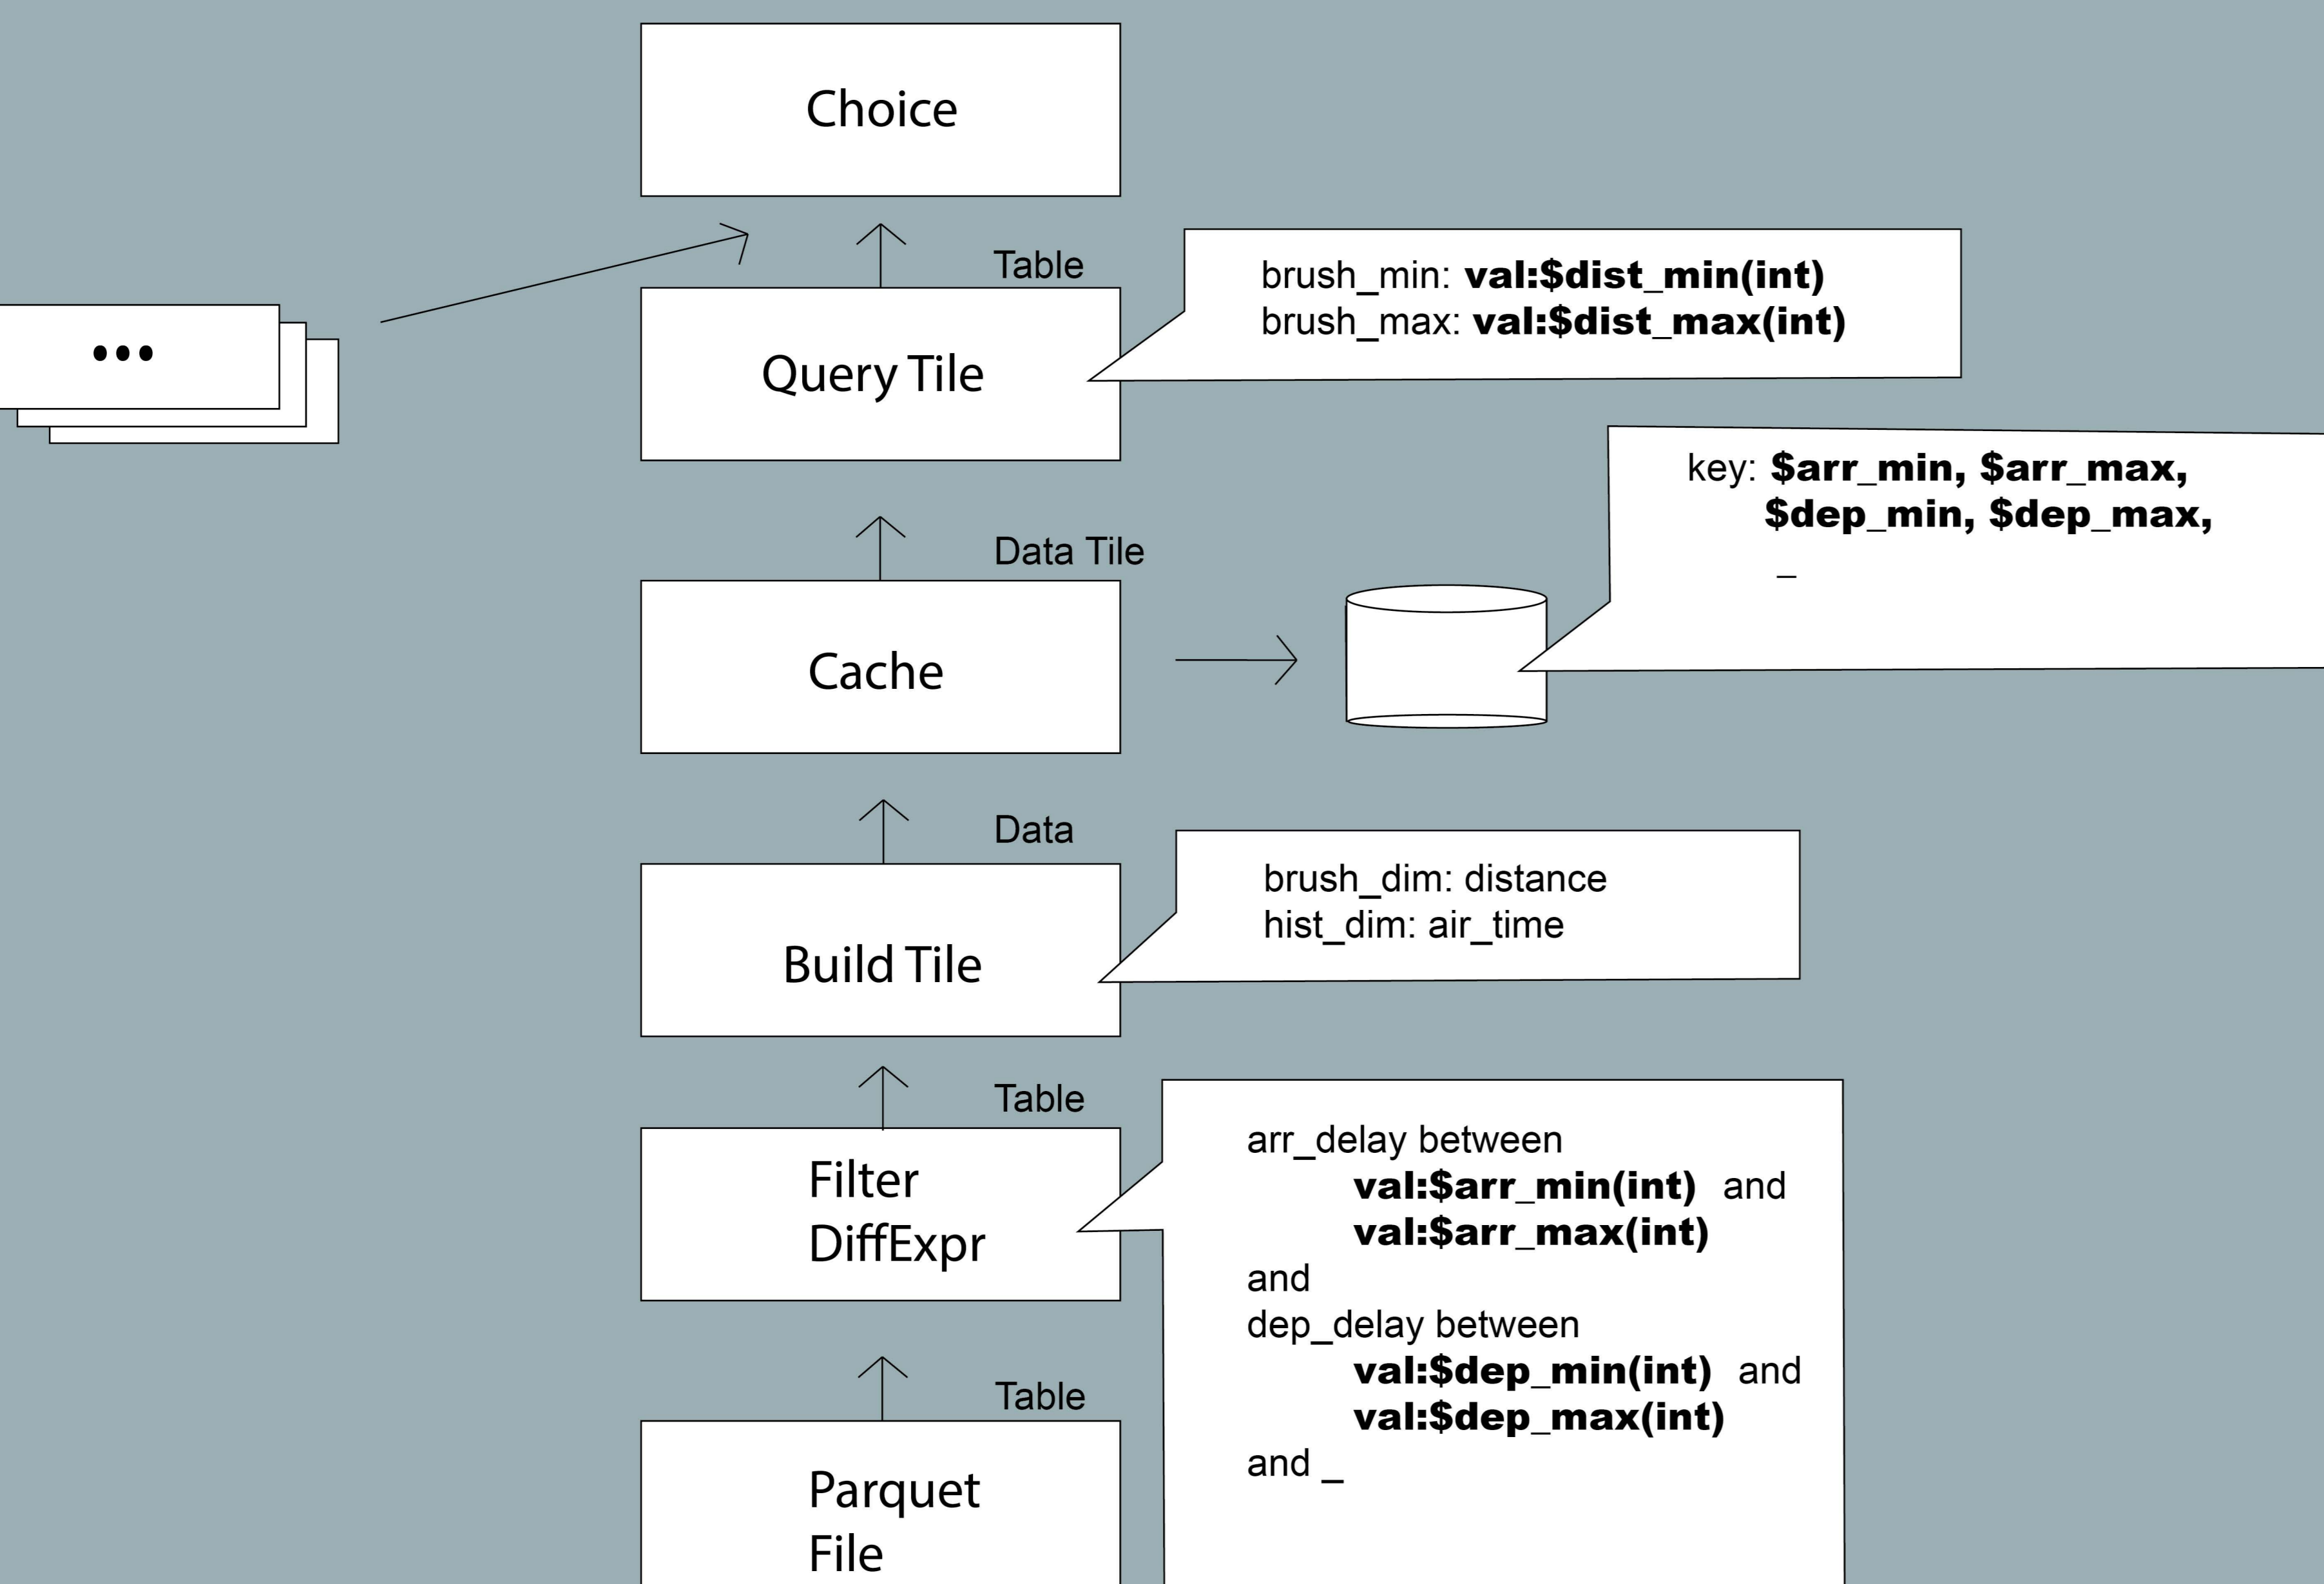 Choice
Table
•••
Query Tile
brush_min: val:$dist_min(int)
brush_max: val:$dist_max(int)
key: $arr_min, $arr_max,
$dep_min, $dep_max,
_
Data Tile
Cache
Data
Build Tile
brush_dim: distance
hist_dim: air_time
Table
Filter
DiffExpr
arr_delay between
val:$arr_min(int) and
val:$arr_max(int)
and
dep_delay between
val:$dep_min(int) and
val:$dep_max(int)
and _
Table
Parquet
File